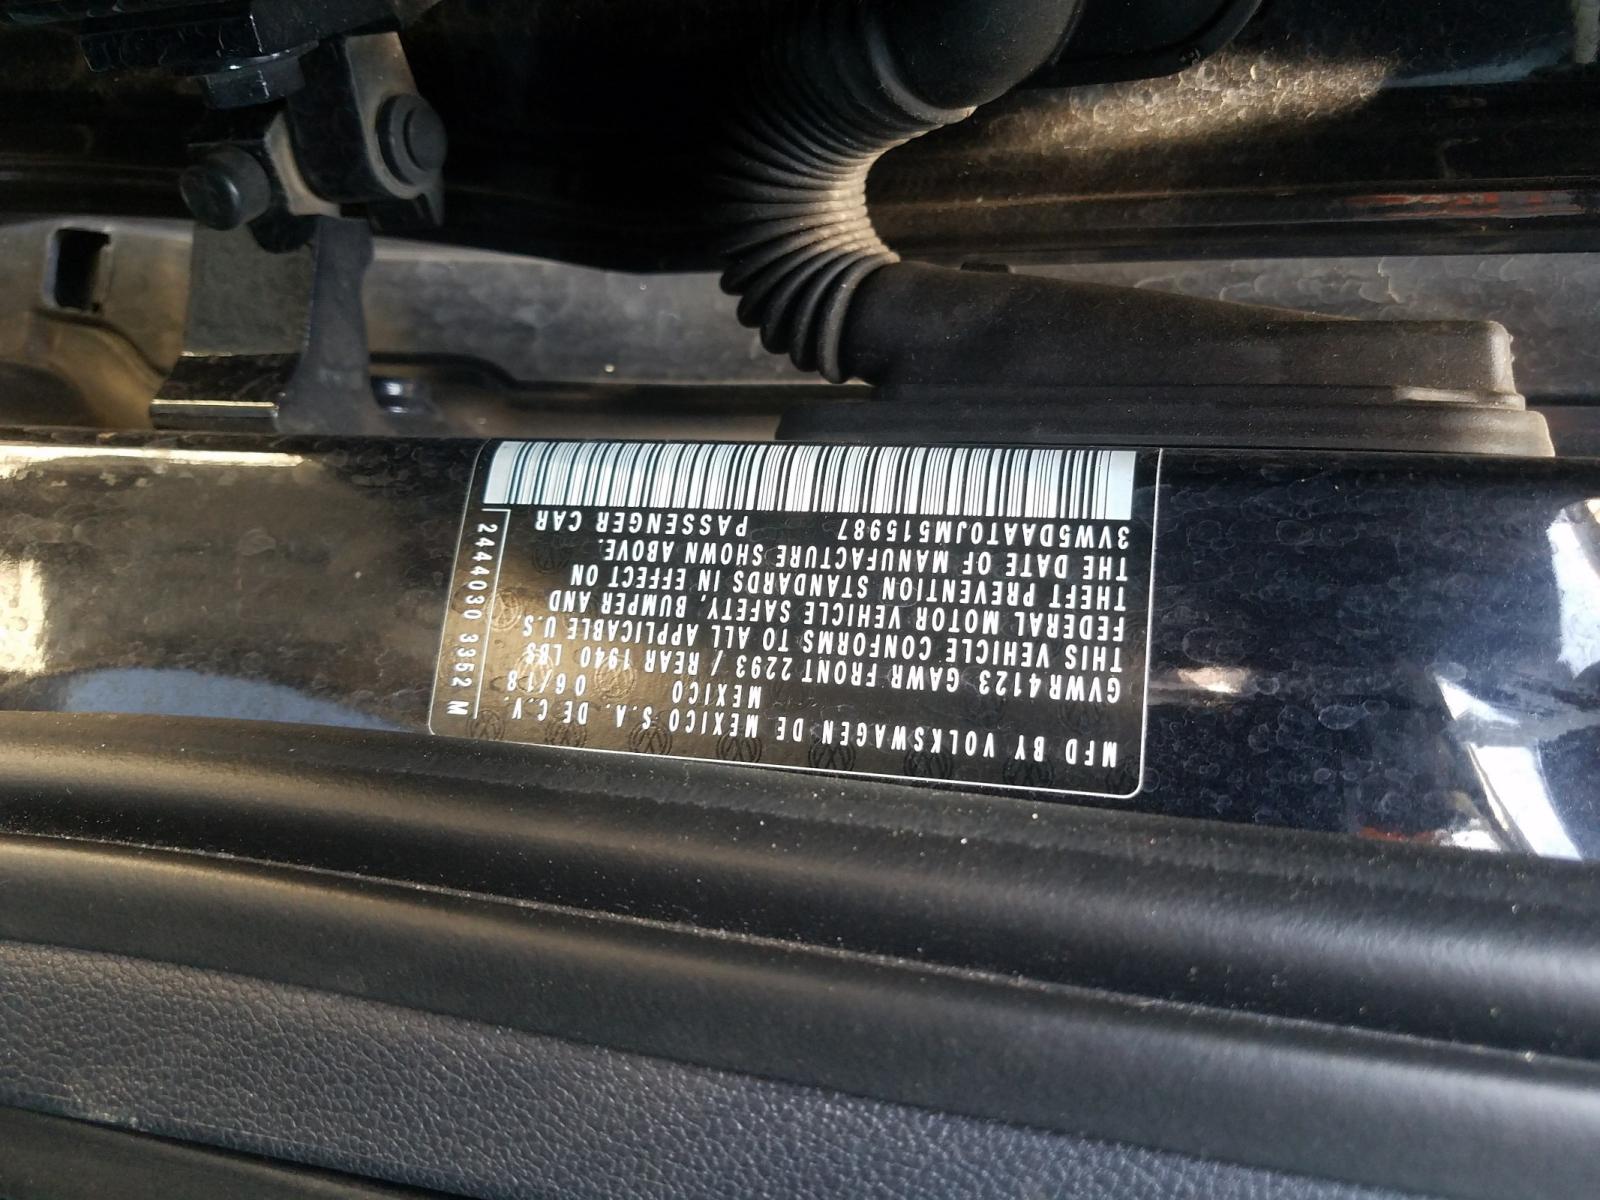 MFD BY VOLKSWAGEN DE MEXICO S.A. DE C.V.
MEXICO MEXICO 06/18
GVWR 4123 GAWR FRONT 2293 / REAR 1940 LBS
THIS VEHICLE CONFORMS TO ALL APPLICABLE U.S.
FEDERAL MOTOR VEHICLE SAFETY, BUMPER AND
THEFT PREVENTION STANDARDS IN EFFECT ON
THE DATE OF MANUFACTURE SHOWN ABOVE.
3VW5DAAT0JM515987 PASSENGER CAR
2444030 3352 M